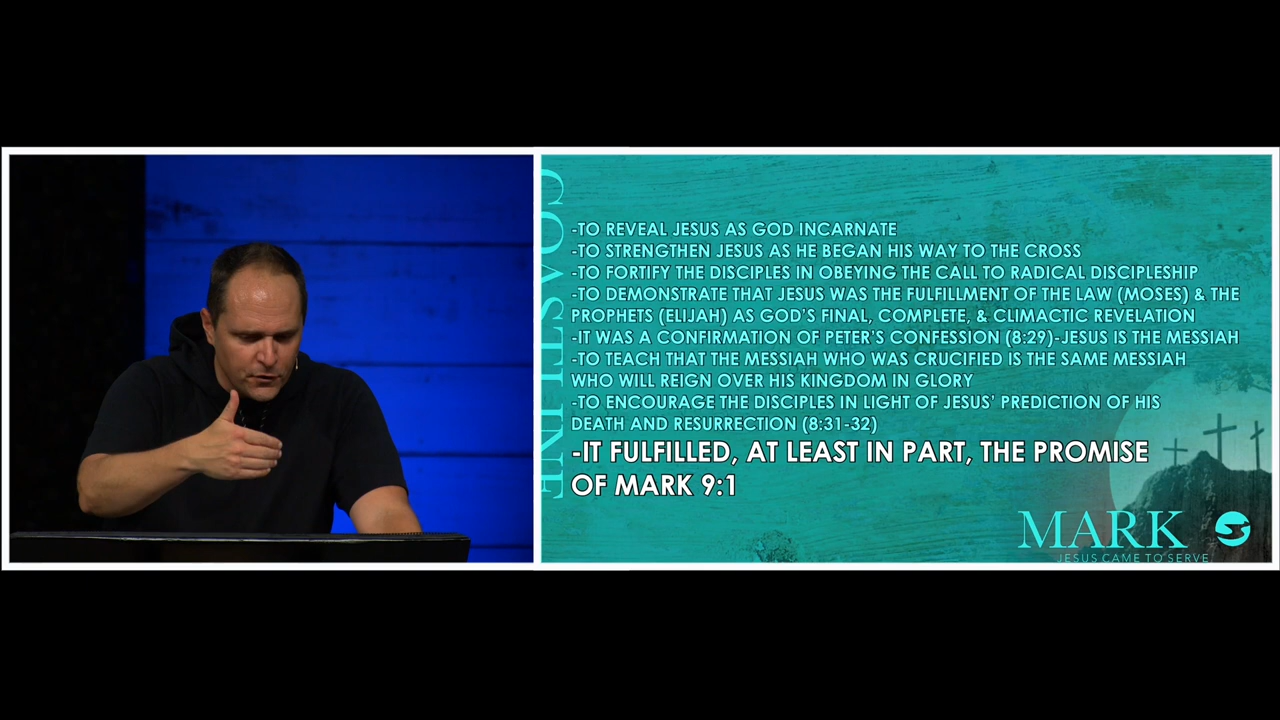 COASTLINE
-TO REVEAL JESUS AS GOD INCARNATE
-TO STRENGTHEN JESUS AS HE BEGAN HIS WAY TO THE CROSS
-TO FORTIFY THE DISCIPLES IN OBEYING THE CALL TO RADICAL DISCIPLESHIP
-TO DEMONSTRATE THAT JESUS WAS THE FULFILLMENT OF THE LAW (MOSES) & THE
PROPHETS (ELIJAH) AS GOD'S FINAL, COMPLETE, & CLIMACTIC REVELATION
-IT WAS A CONFIRMATION OF PETER'S CONFESSION (8:29)-JESUS IS THE MESSIAH
-TO TEACH THAT THE MESSIAH WHO WAS CRUCIFIED IS THE SAME MESSIAH
WHO WILL REIGN OVER HIS KINGDOM IN GLORY
-TO ENCOURAGE THE DISCIPLES IN LIGHT OF JESUS' PREDICTION OF HIS
DEATH AND RESURRECTION (8:31-32)
-IT FULFILLED, AT LEAST IN PART, THE PROMISE
OF MARK 9:1
MARK
JESUS CAME TO SERVE